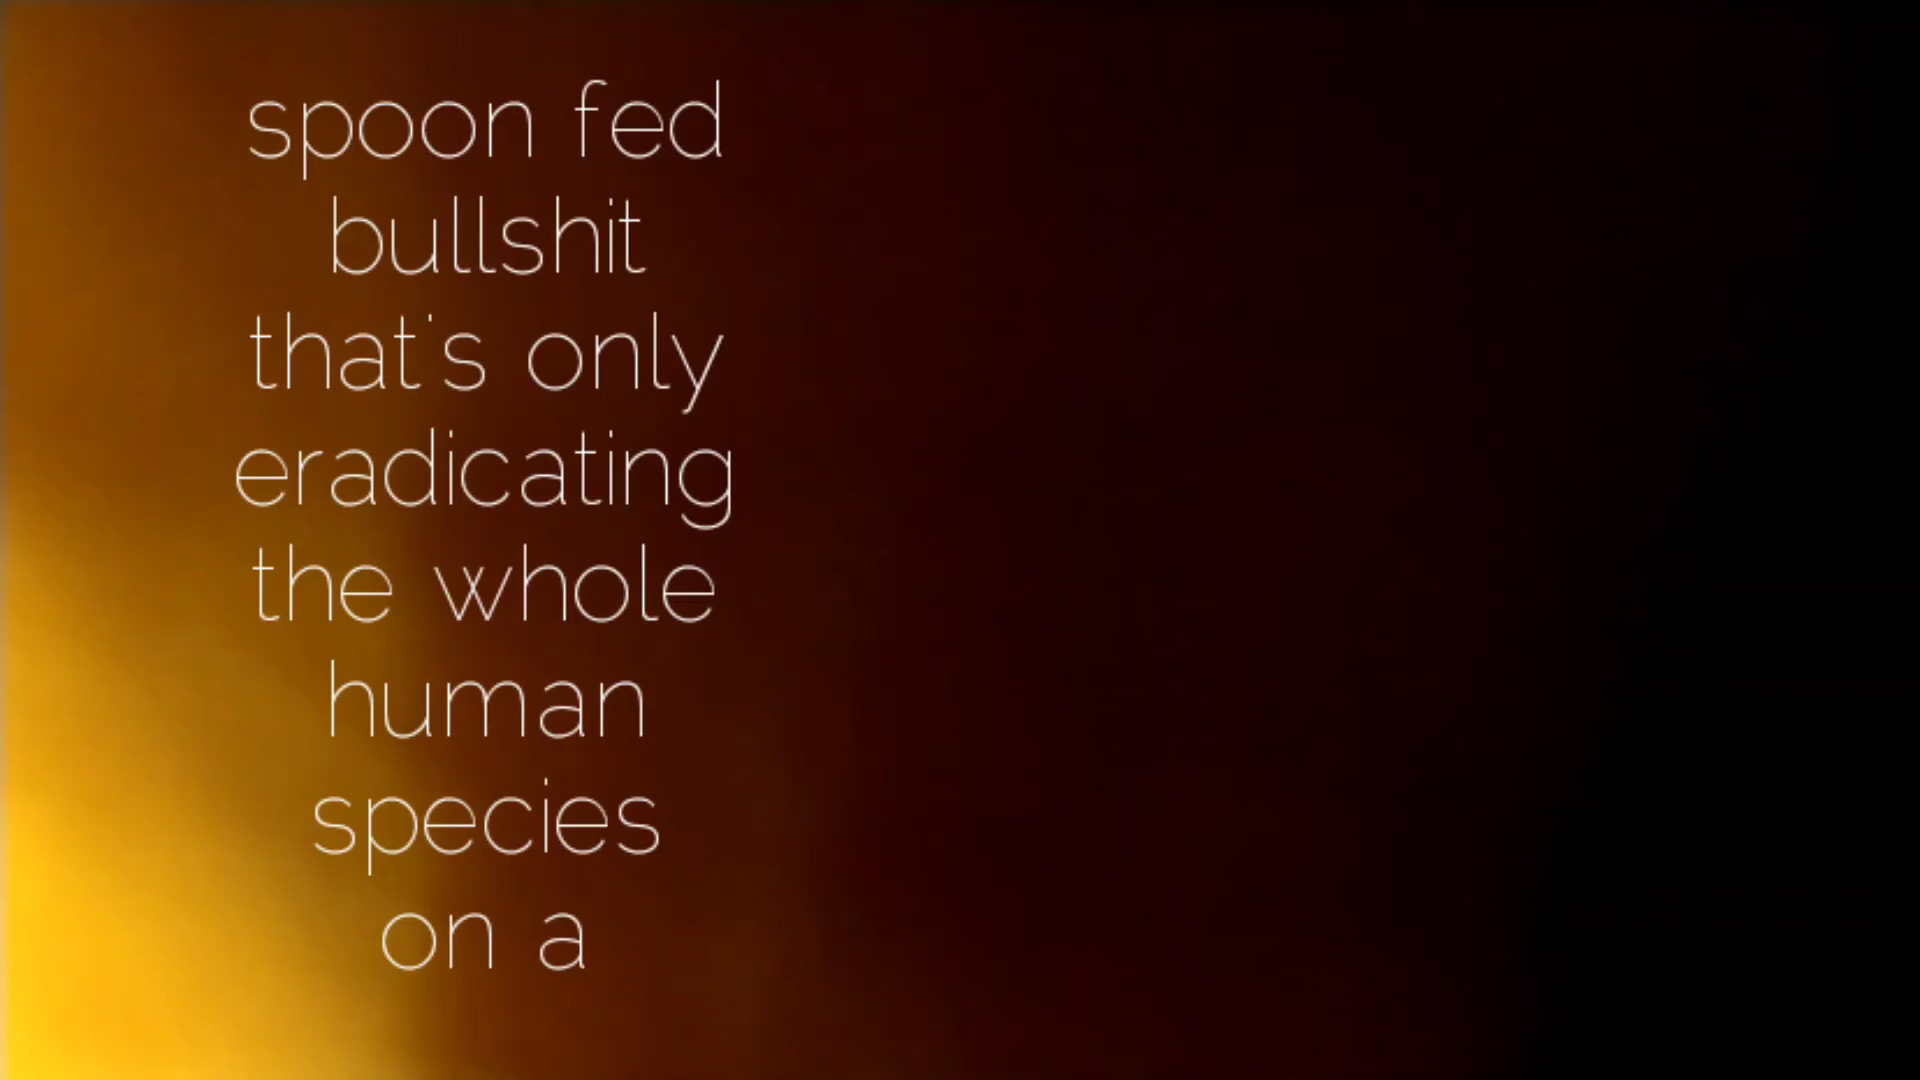 spoon fed
bullshit
that's only
eradicating
the whole
human
species
on a